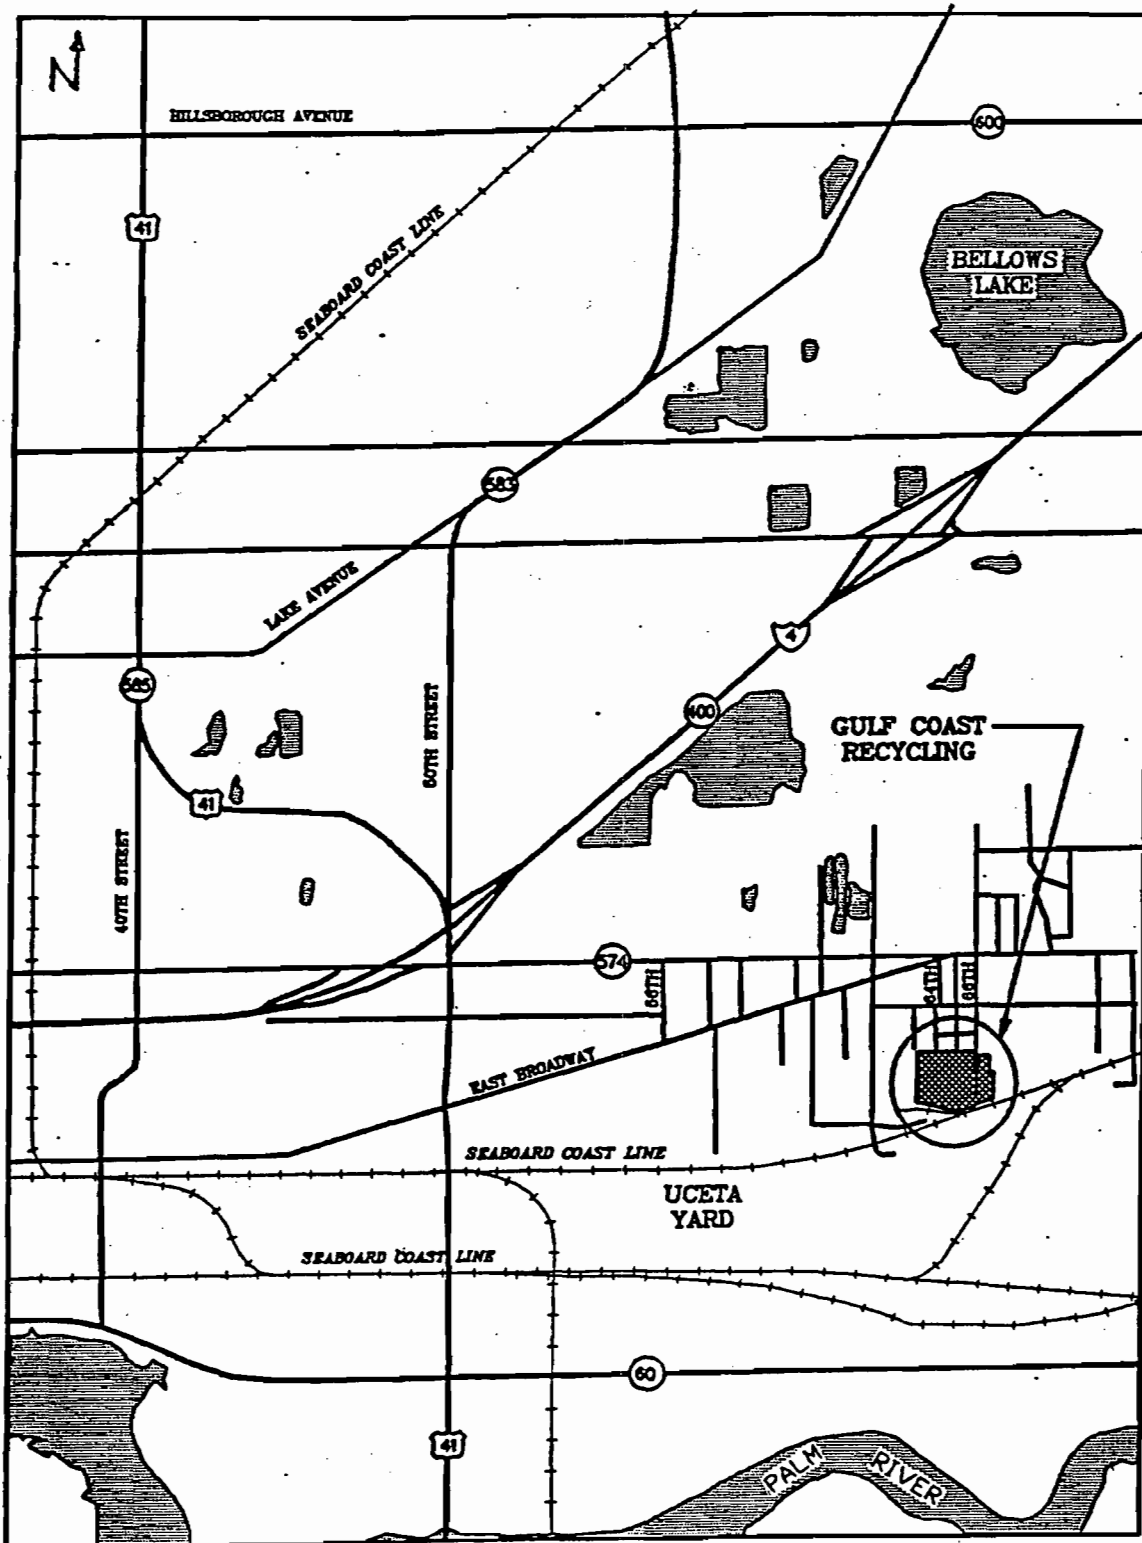 N
HILLSBOROUGH AVENUE
600
41
SEABOARD COAST LINE
BELLOWS
LAKE
583
LAKE AVENUE
4
585
400
50TH STREET
GULF COAST
RECYCLING
41
40TH STREET
574
56TH
64TH
66TH
EAST BROADWAY
SEABOARD COAST LINE
UCETA
YARD
SEABOARD COAST LINE
60
41
PALM RIVER